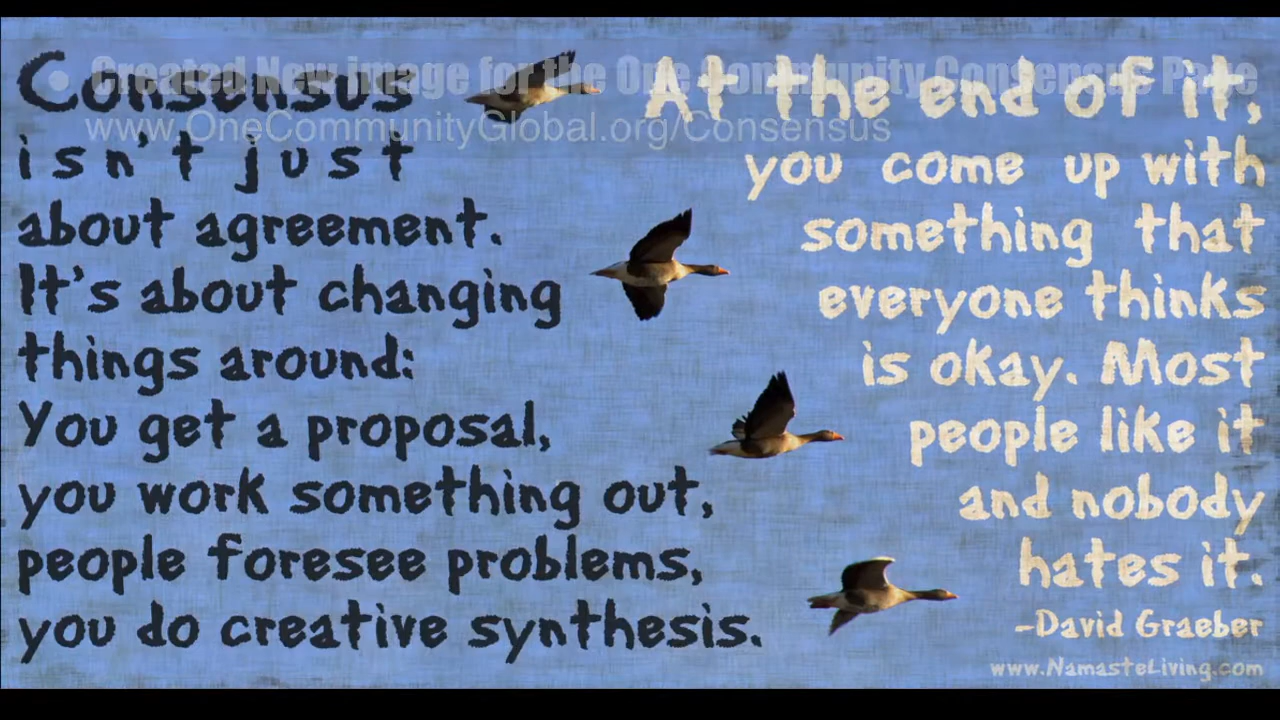 • Created New image for the One Community Consensus Page
www.OneCommunityGlobal.org/Consensus
Consensus
isn't just
about agreement.
It's about changing
things around:
You get a proposal,
you work something out,
people foresee problems,
you do creative synthesis.
At the end of it,
you come up with
something that
everyone thinks
is okay. Most
people like it
and nobody
hates it.
-David Graeber
www.NamasteLiving.com